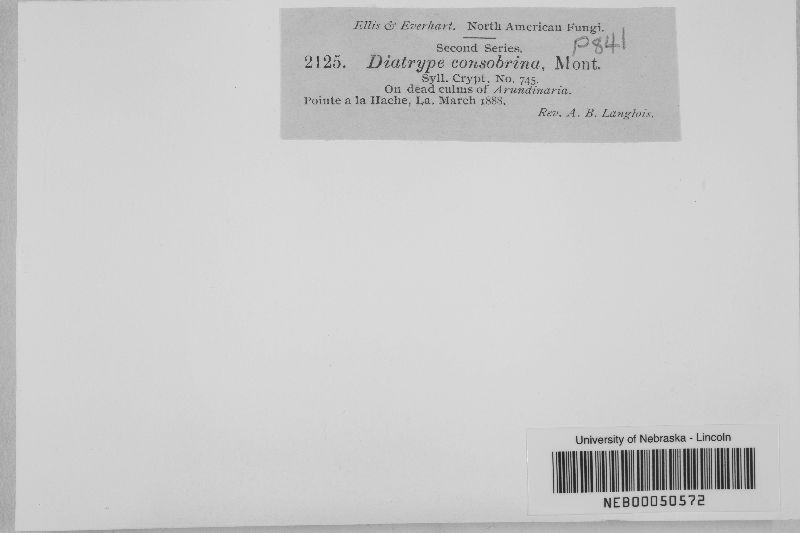 Ellis & Everhart. North American Fungi.
Second Series.
p841
2125. Diatrype consobrina, Mont.
Syll. Crypt. No. 745.
On dead culms of Arundinaria.
Pointe a la Hache, La. March 1888.
Rev. A. B. Langlois.
University of Nebraska - Lincoln
NEB00050572